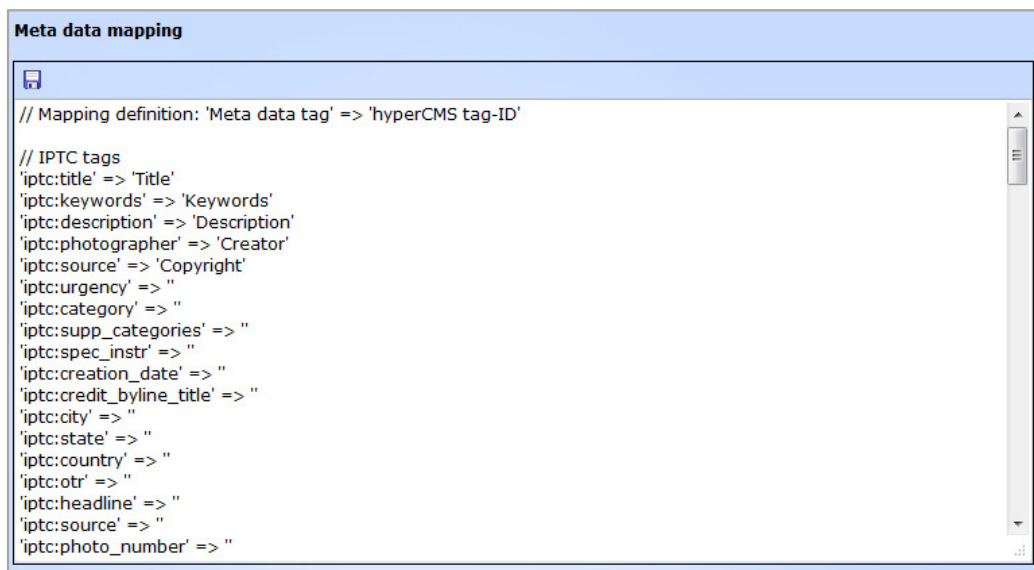 Meta data mapping
// Mapping definition: 'Meta data tag' => 'hyperCMS tag-ID'
// IPTC tags
'iptc:title' => 'Title'
'iptc:keywords' => 'Keywords'
'iptc:description' => 'Description'
'iptc:photographer' => 'Creator'
'iptc:source' => 'Copyright'
'iptc:urgency' => ''
'iptc:category' => ''
'iptc:supp_categories' => ''
'iptc:spec_instr' => ''
'iptc:creation_date' => ''
'iptc:credit_byline_title' => ''
'iptc:city' => ''
'iptc:state' => ''
'iptc:country' => ''
'iptc:otr' => ''
'iptc:headline' => ''
'iptc:source' => ''
'iptc:photo_number' => ''